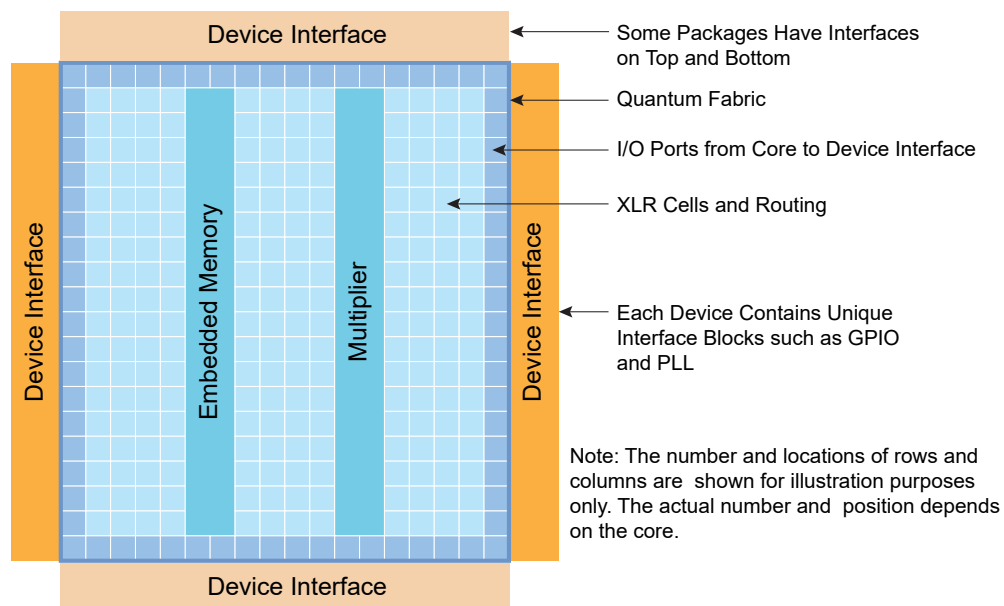 Device Interface
Some Packages Have Interfaces
on Top and Bottom
Quantum Fabric
I/O Ports from Core to Device Interface
XLR Cells and Routing
Device Interface
Embedded Memory
Multiplier
Device Interface
Each Device Contains Unique
Interface Blocks such as GPIO
and PLL
Note: The number and locations of rows and
columns are  shown for illustration purposes
only. The actual number and  position depends
on the core.
Device Interface